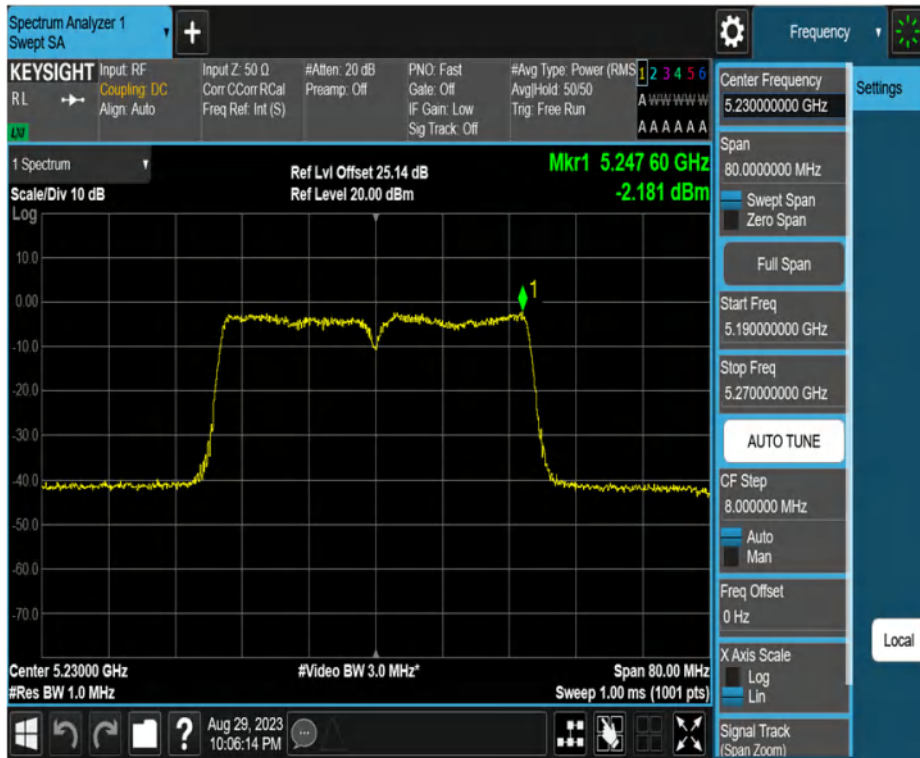 Spectrum Analyzer 1
Swept SA
Frequency
KEYSIGHT
RL
LXI
Input: RF
Coupling: DC
Align: Auto
Input Z: 50 Ω
Corr CCorr RCal
Freq Ref: Int (S)
#Atten: 20 dB
Preamp: Off
PNO: Fast
Gate: Off
IF Gain: Low
Sig Track: Off
#Avg Type: Power (RMS
Avg|Hold: 50/50
Trig: Free Run
1 2 3 4 5 6
A W W W W W
A A A A A A
1 Spectrum
Scale/Div 10 dB
Log
Ref Lvl Offset 25.14 dB
Ref Level 20.00 dBm
Mkr1 5.247 60 GHz
-2.181 dBm
10.0
0.00
-10.0
-20.0
-30.0
-40.0
-50.0
-60.0
-70.0
1
Center 5.23000 GHz
#Res BW 1.0 MHz
#Video BW 3.0 MHz*
Span 80.00 MHz
Sweep 1.00 ms (1001 pts)
Aug 29, 2023
10:06:14 PM
Center Frequency
5.230000000 GHz
Settings
Span
80.0000000 MHz
Swept Span
Zero Span
Full Span
Start Freq
5.190000000 GHz
Stop Freq
5.270000000 GHz
AUTO TUNE
CF Step
8.000000 MHz
Auto
Man
Freq Offset
0 Hz
X Axis Scale
Log
Lin
Local
Signal Track
(Span Zoom)